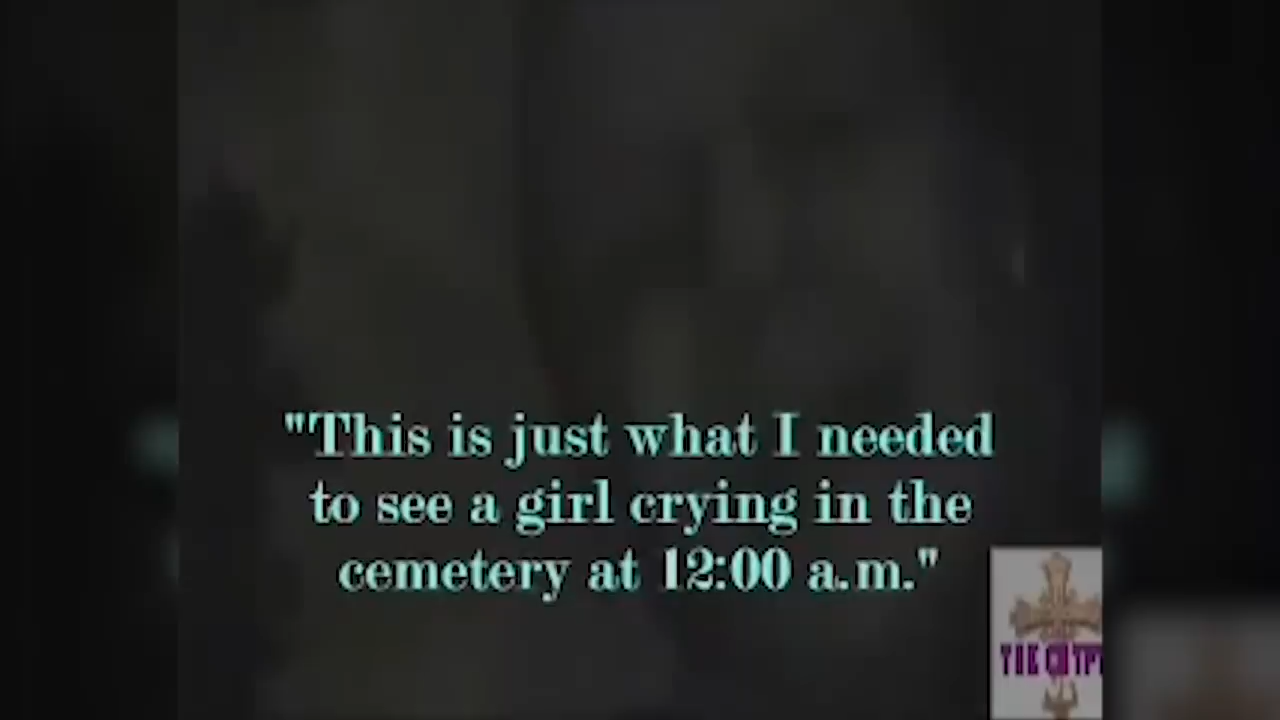 "This is just what I needed
to see a girl crying in the
cemetery at 12:00 a.m."